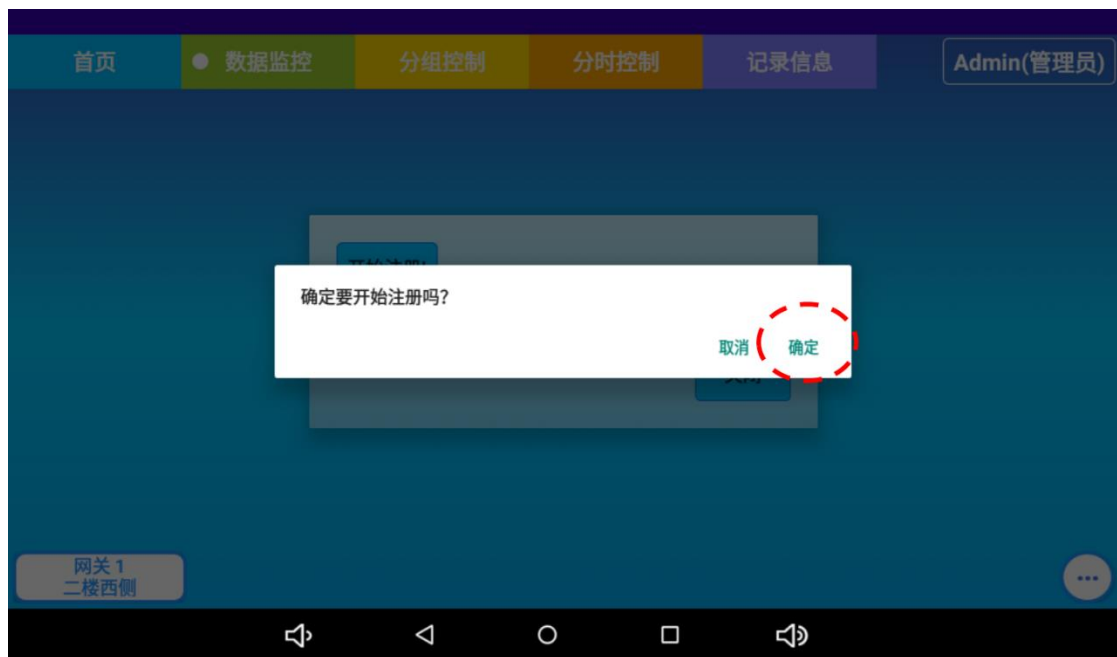 首页
数据监控
分组控制
分时控制
记录信息
Admin(管理员)
确定要开始注册吗?
取消
确定
网关 1
二楼西侧